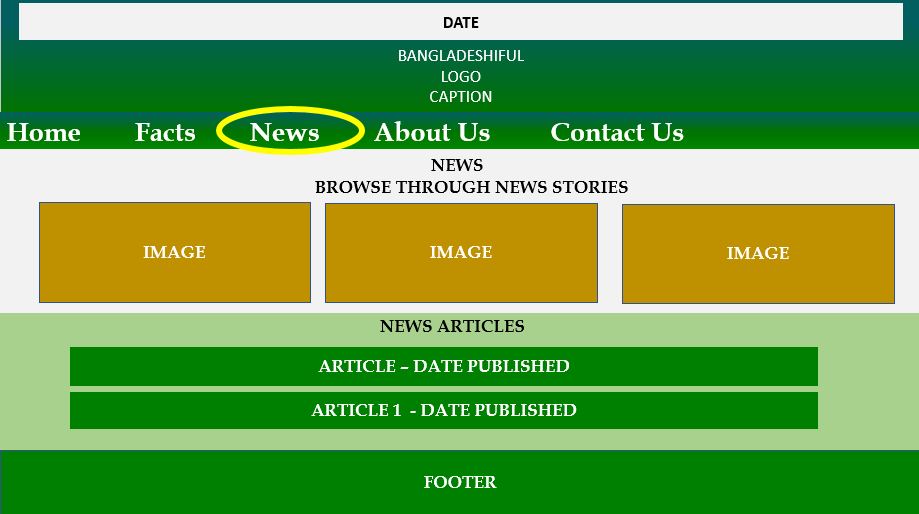 DATE
BANGLADESHIFUL
LOGO
CAPTION
Home Facts News About Us Contact Us
NEWS
BROWSE THROUGH NEWS STORIES
IMAGE IMAGE IMAGE
NEWS ARTICLES
ARTICLE – DATE PUBLISHED
ARTICLE 1 - DATE PUBLISHED
FOOTER